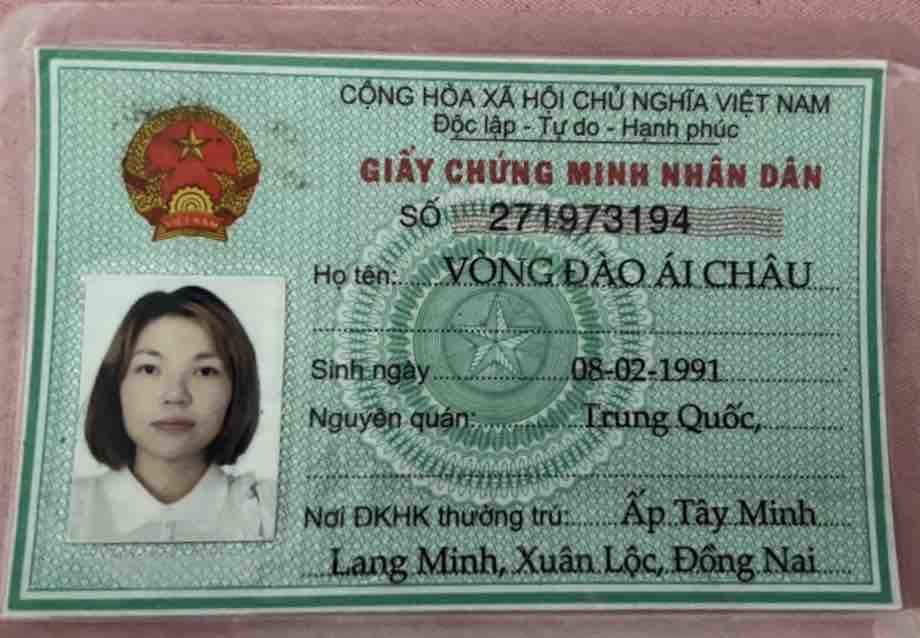 CỘNG HÒA XÃ HỘI CHỦ NGHĨA VIỆT NAM
Độc lập - Tự do - Hạnh phúc
GIẤY CHỨNG MINH NHÂN DÂN
SỐ 271973194
Họ tên: VÒNG ĐÀO ÁI CHÂU
Sinh ngày 08-02-1991
Nguyên quán: Trung Quốc,
Nơi ĐKHK thường trú: Ấp Tây Minh
Lang Minh, Xuân Lộc, Đồng Nai
VIỆT NAM